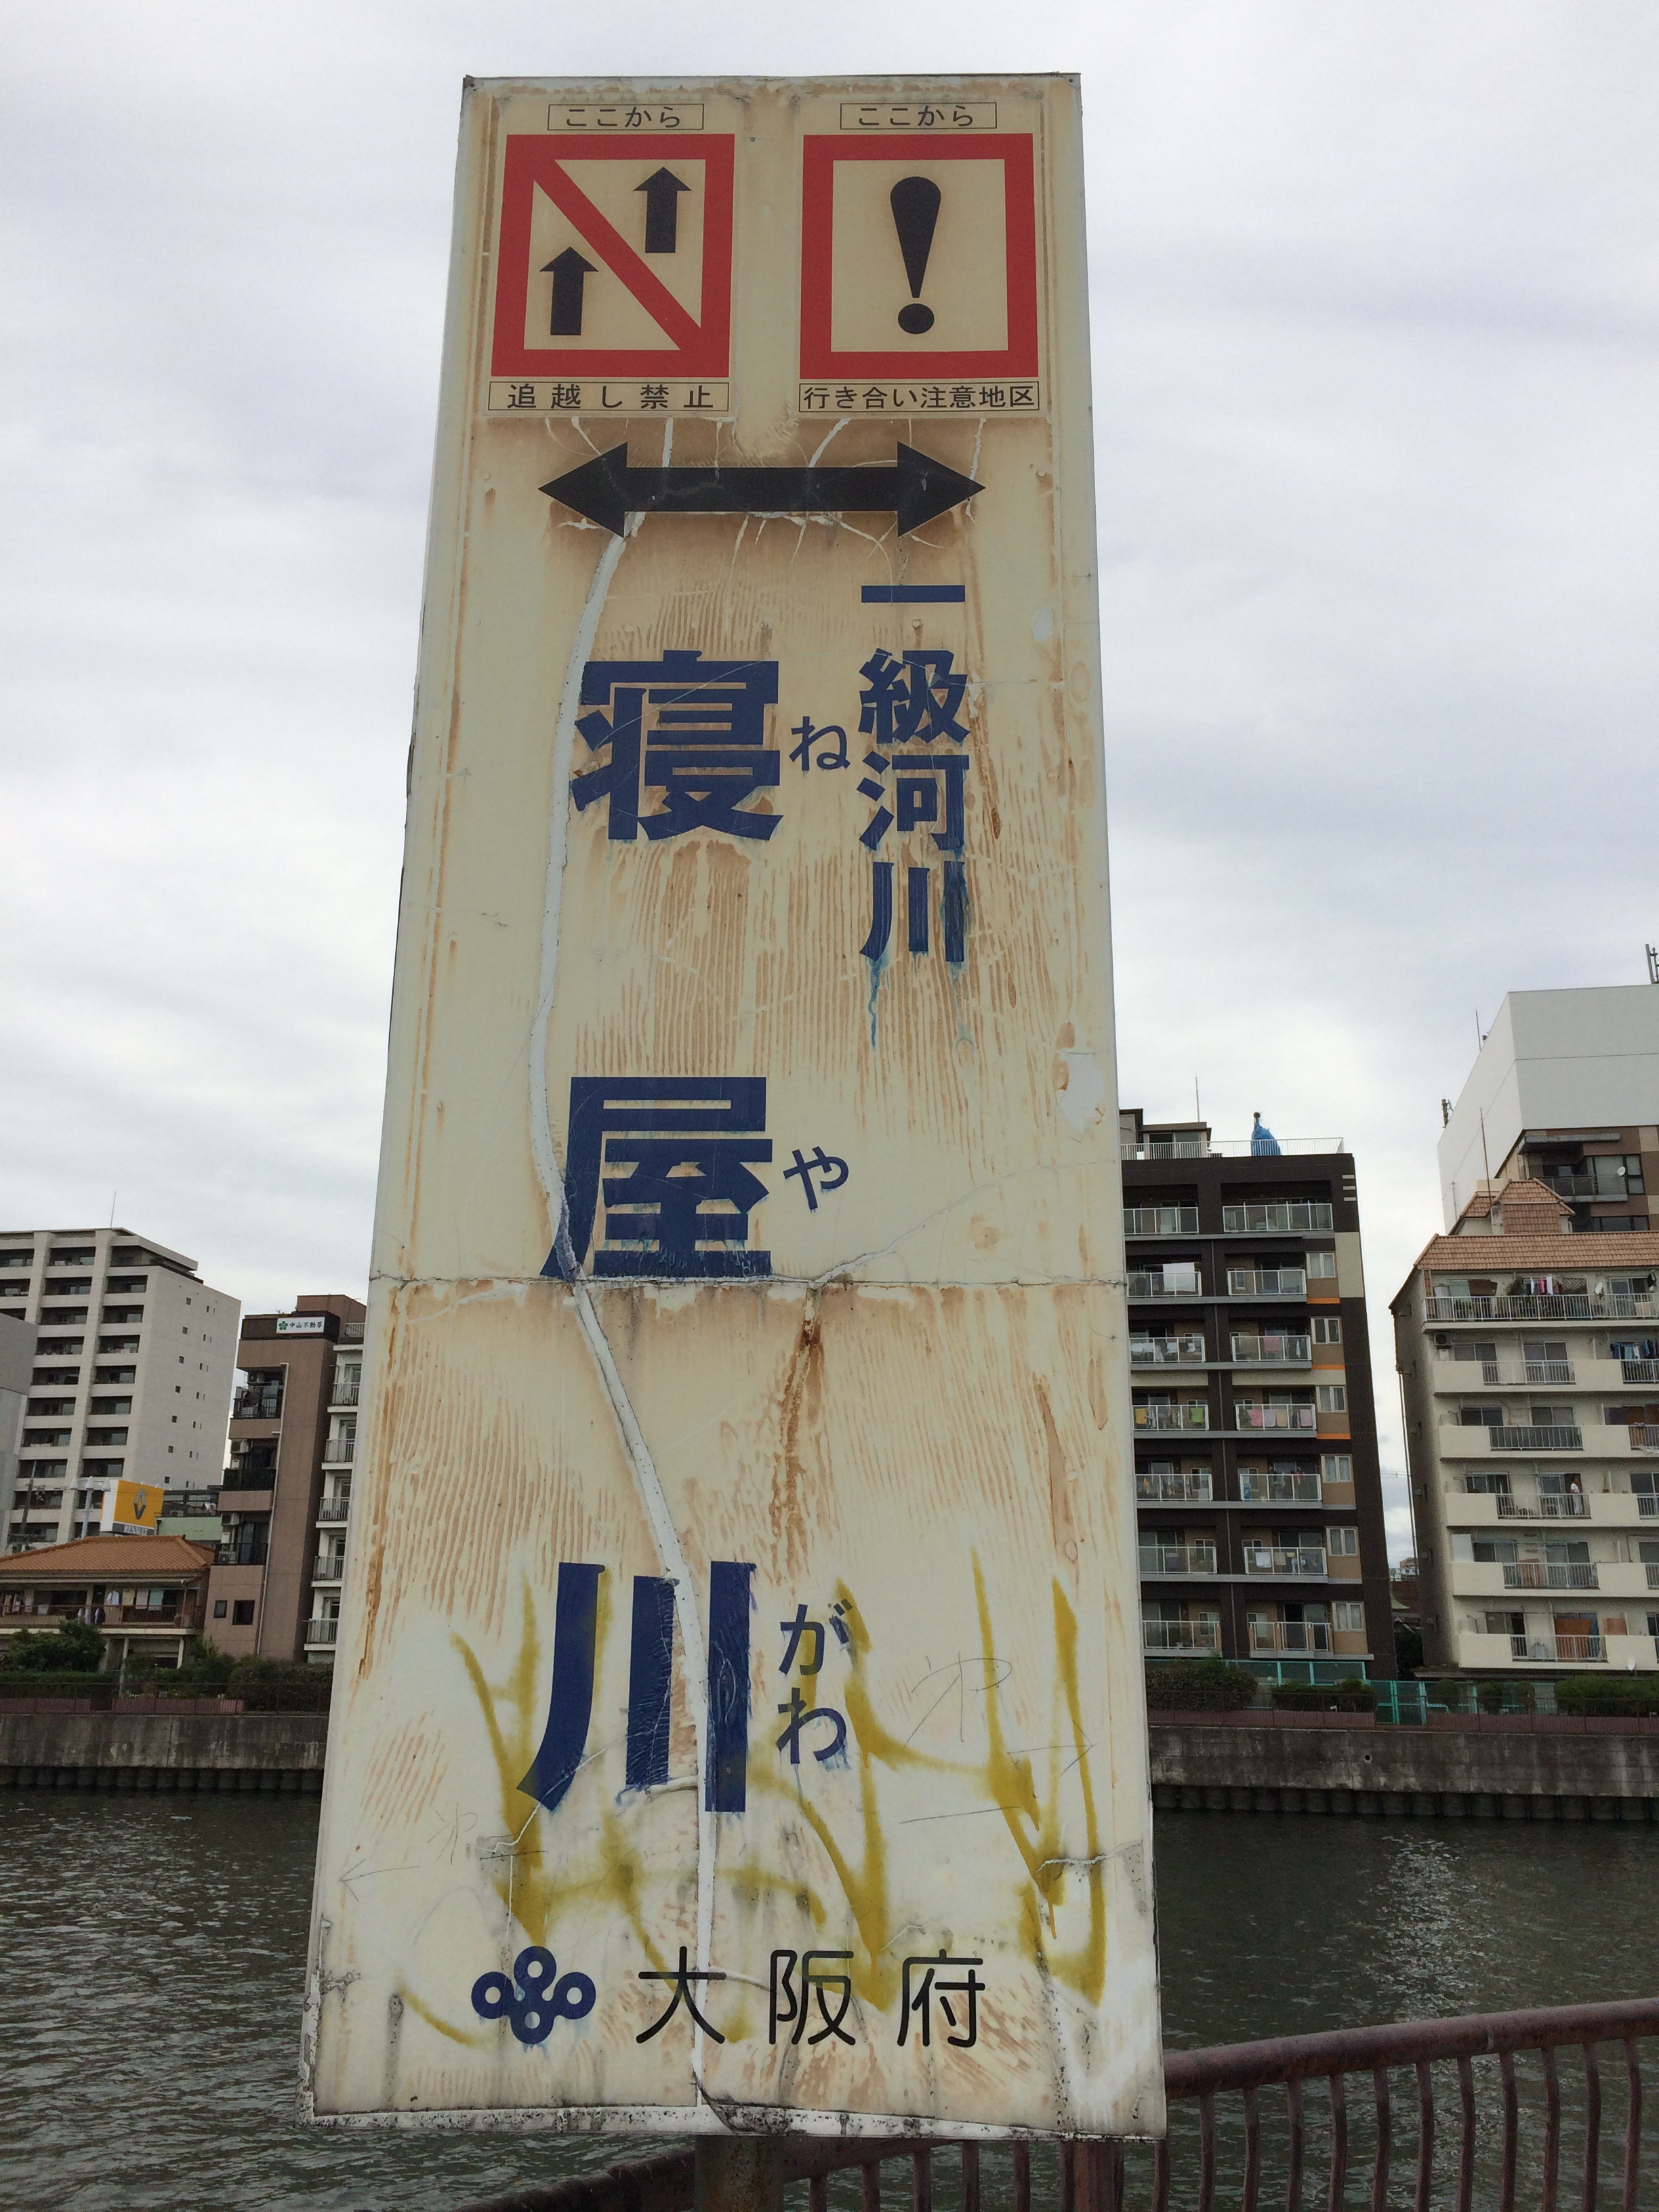 ここから
ここから
追越し禁止
行き合い注意地区
一級河川
寝屋川
ねやがわ
大阪府